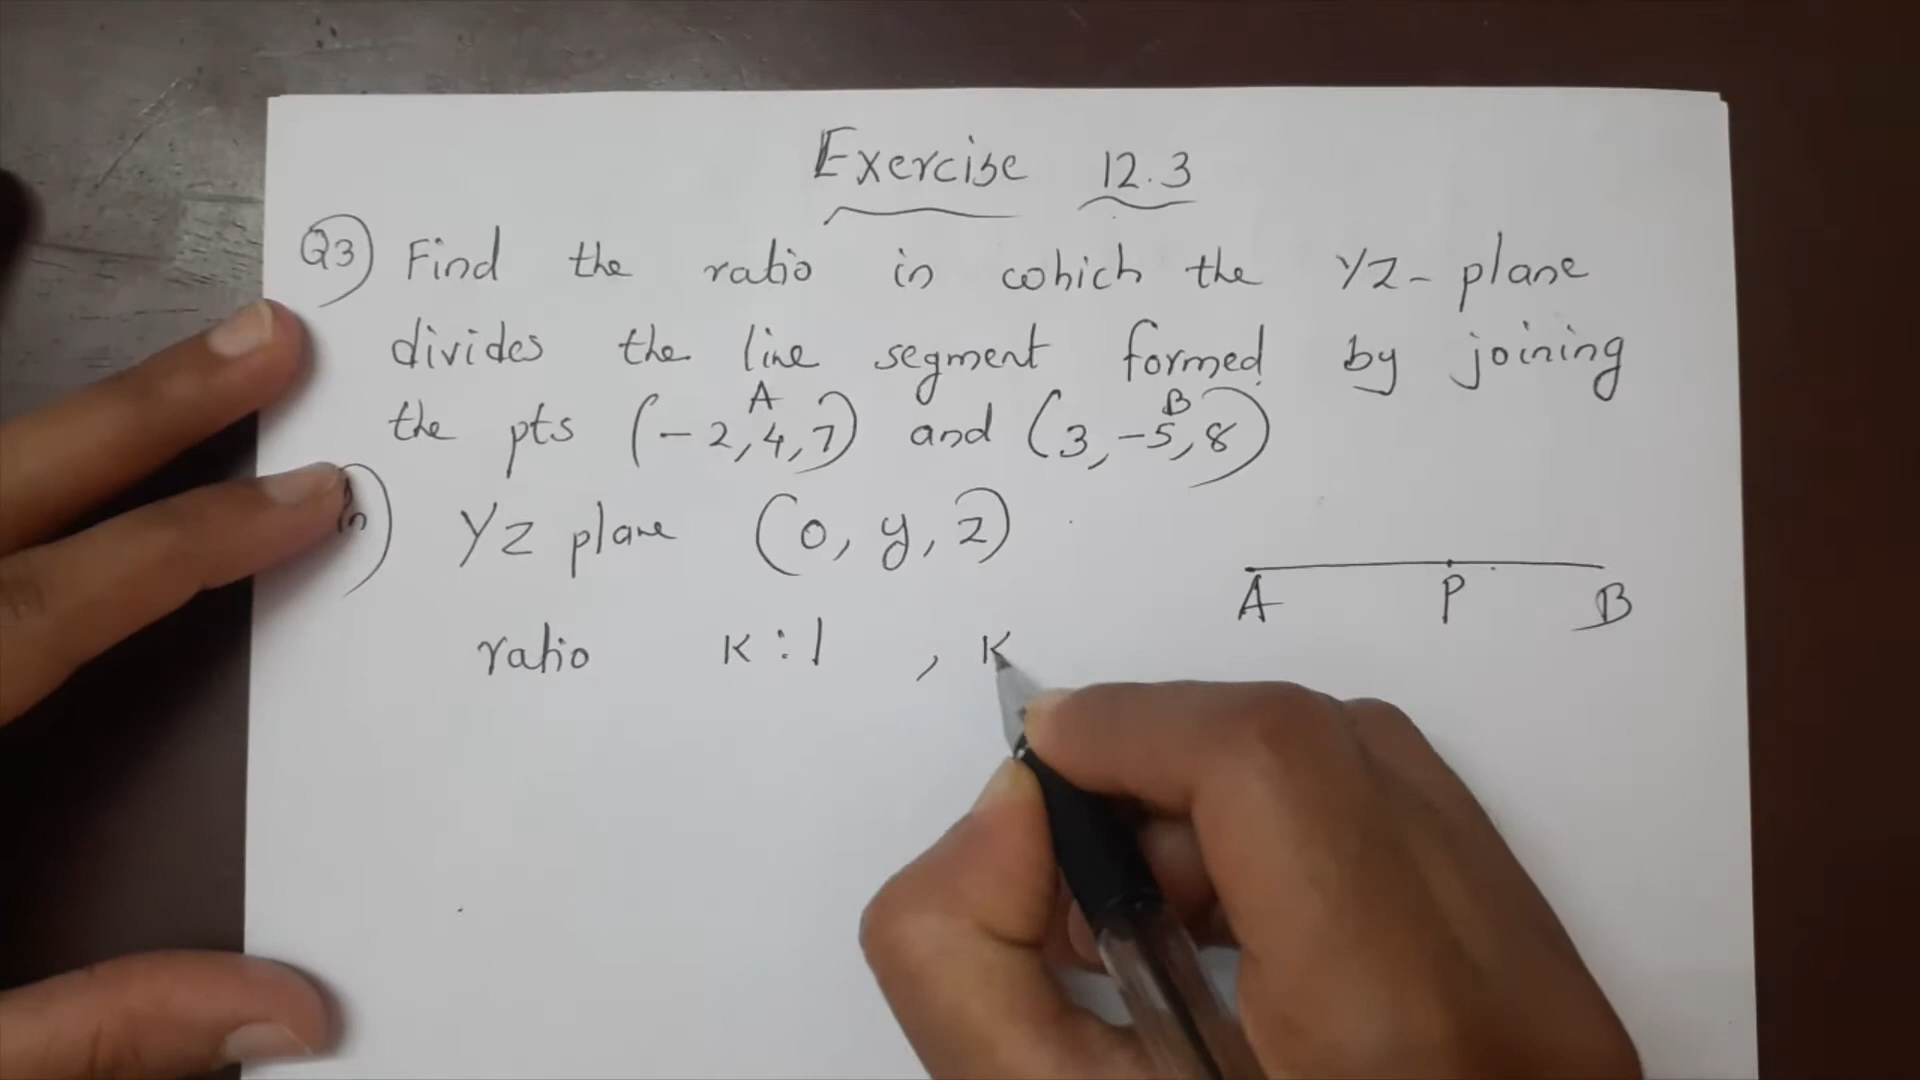 Exercise 12.3
Q3) Find the ratio in which the YZ-plane
divides the line segment formed by joining
A B
the pts (-2,4,7) and (3,-5,8)
YZ plane (0, y, z)
A P B
ratio K:1 , K